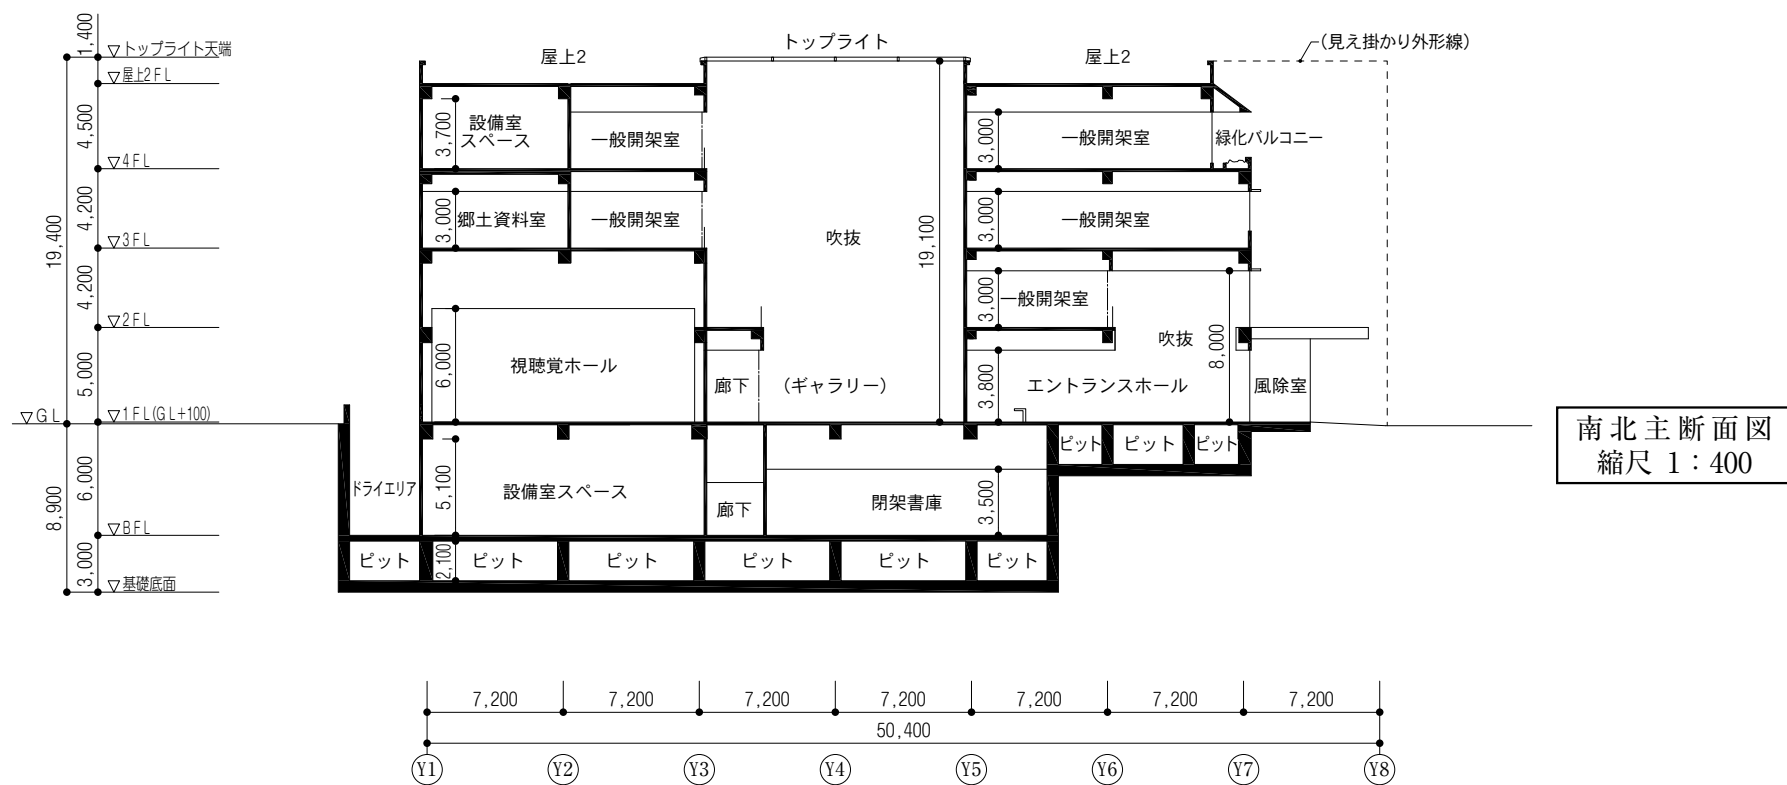 1,400
▽トップライト天端
▽屋上2FL
4,500
▽4FL
4,200
▽3FL
19,400
4,200
▽2FL
5,000
▽GL
▽1FL(GL+100)
6,000
8,900
▽BFL
3,000
▽基礎底面
屋上2
トップライト
屋上2
(見え掛かり外形線)
3,700
設備室
スペース
一般開架室
3,000
一般開架室
緑化バルコニー
3,000
郷土資料室
一般開架室
吹抜
19,100
3,000
一般開架室
3,000
一般開架室
8,000
吹抜
6,000
視聴覚ホール
廊下
(ギャラリー)
3,800
エントランスホール
風除室
ドライエリア
5,100
設備室スペース
廊下
閉架書庫
3,500
ピット
ピット
ピット
ピット
2,100
ピット
ピット
ピット
ピット
ピット
南北主断面図
縮尺 1:400
7,200
7,200
7,200
7,200
7,200
7,200
7,200
50,400
Y1
Y2
Y3
Y4
Y5
Y6
Y7
Y8